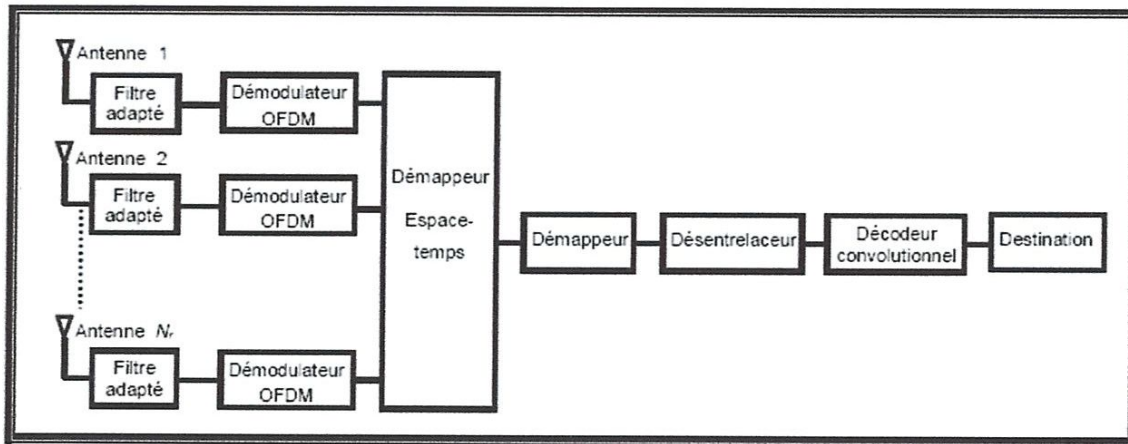 Antenne 1
Filtre
adapté
Démodulateur
OFDM
Antenne 2
Filtre
adapté
Démodulateur
OFDM
Antenne Nr
Filtre
adapté
Démodulateur
OFDM
Démappeur
Espace-
temps
Démappeur
Désentrelaceur
Décodeur
convolutionnel
Destination